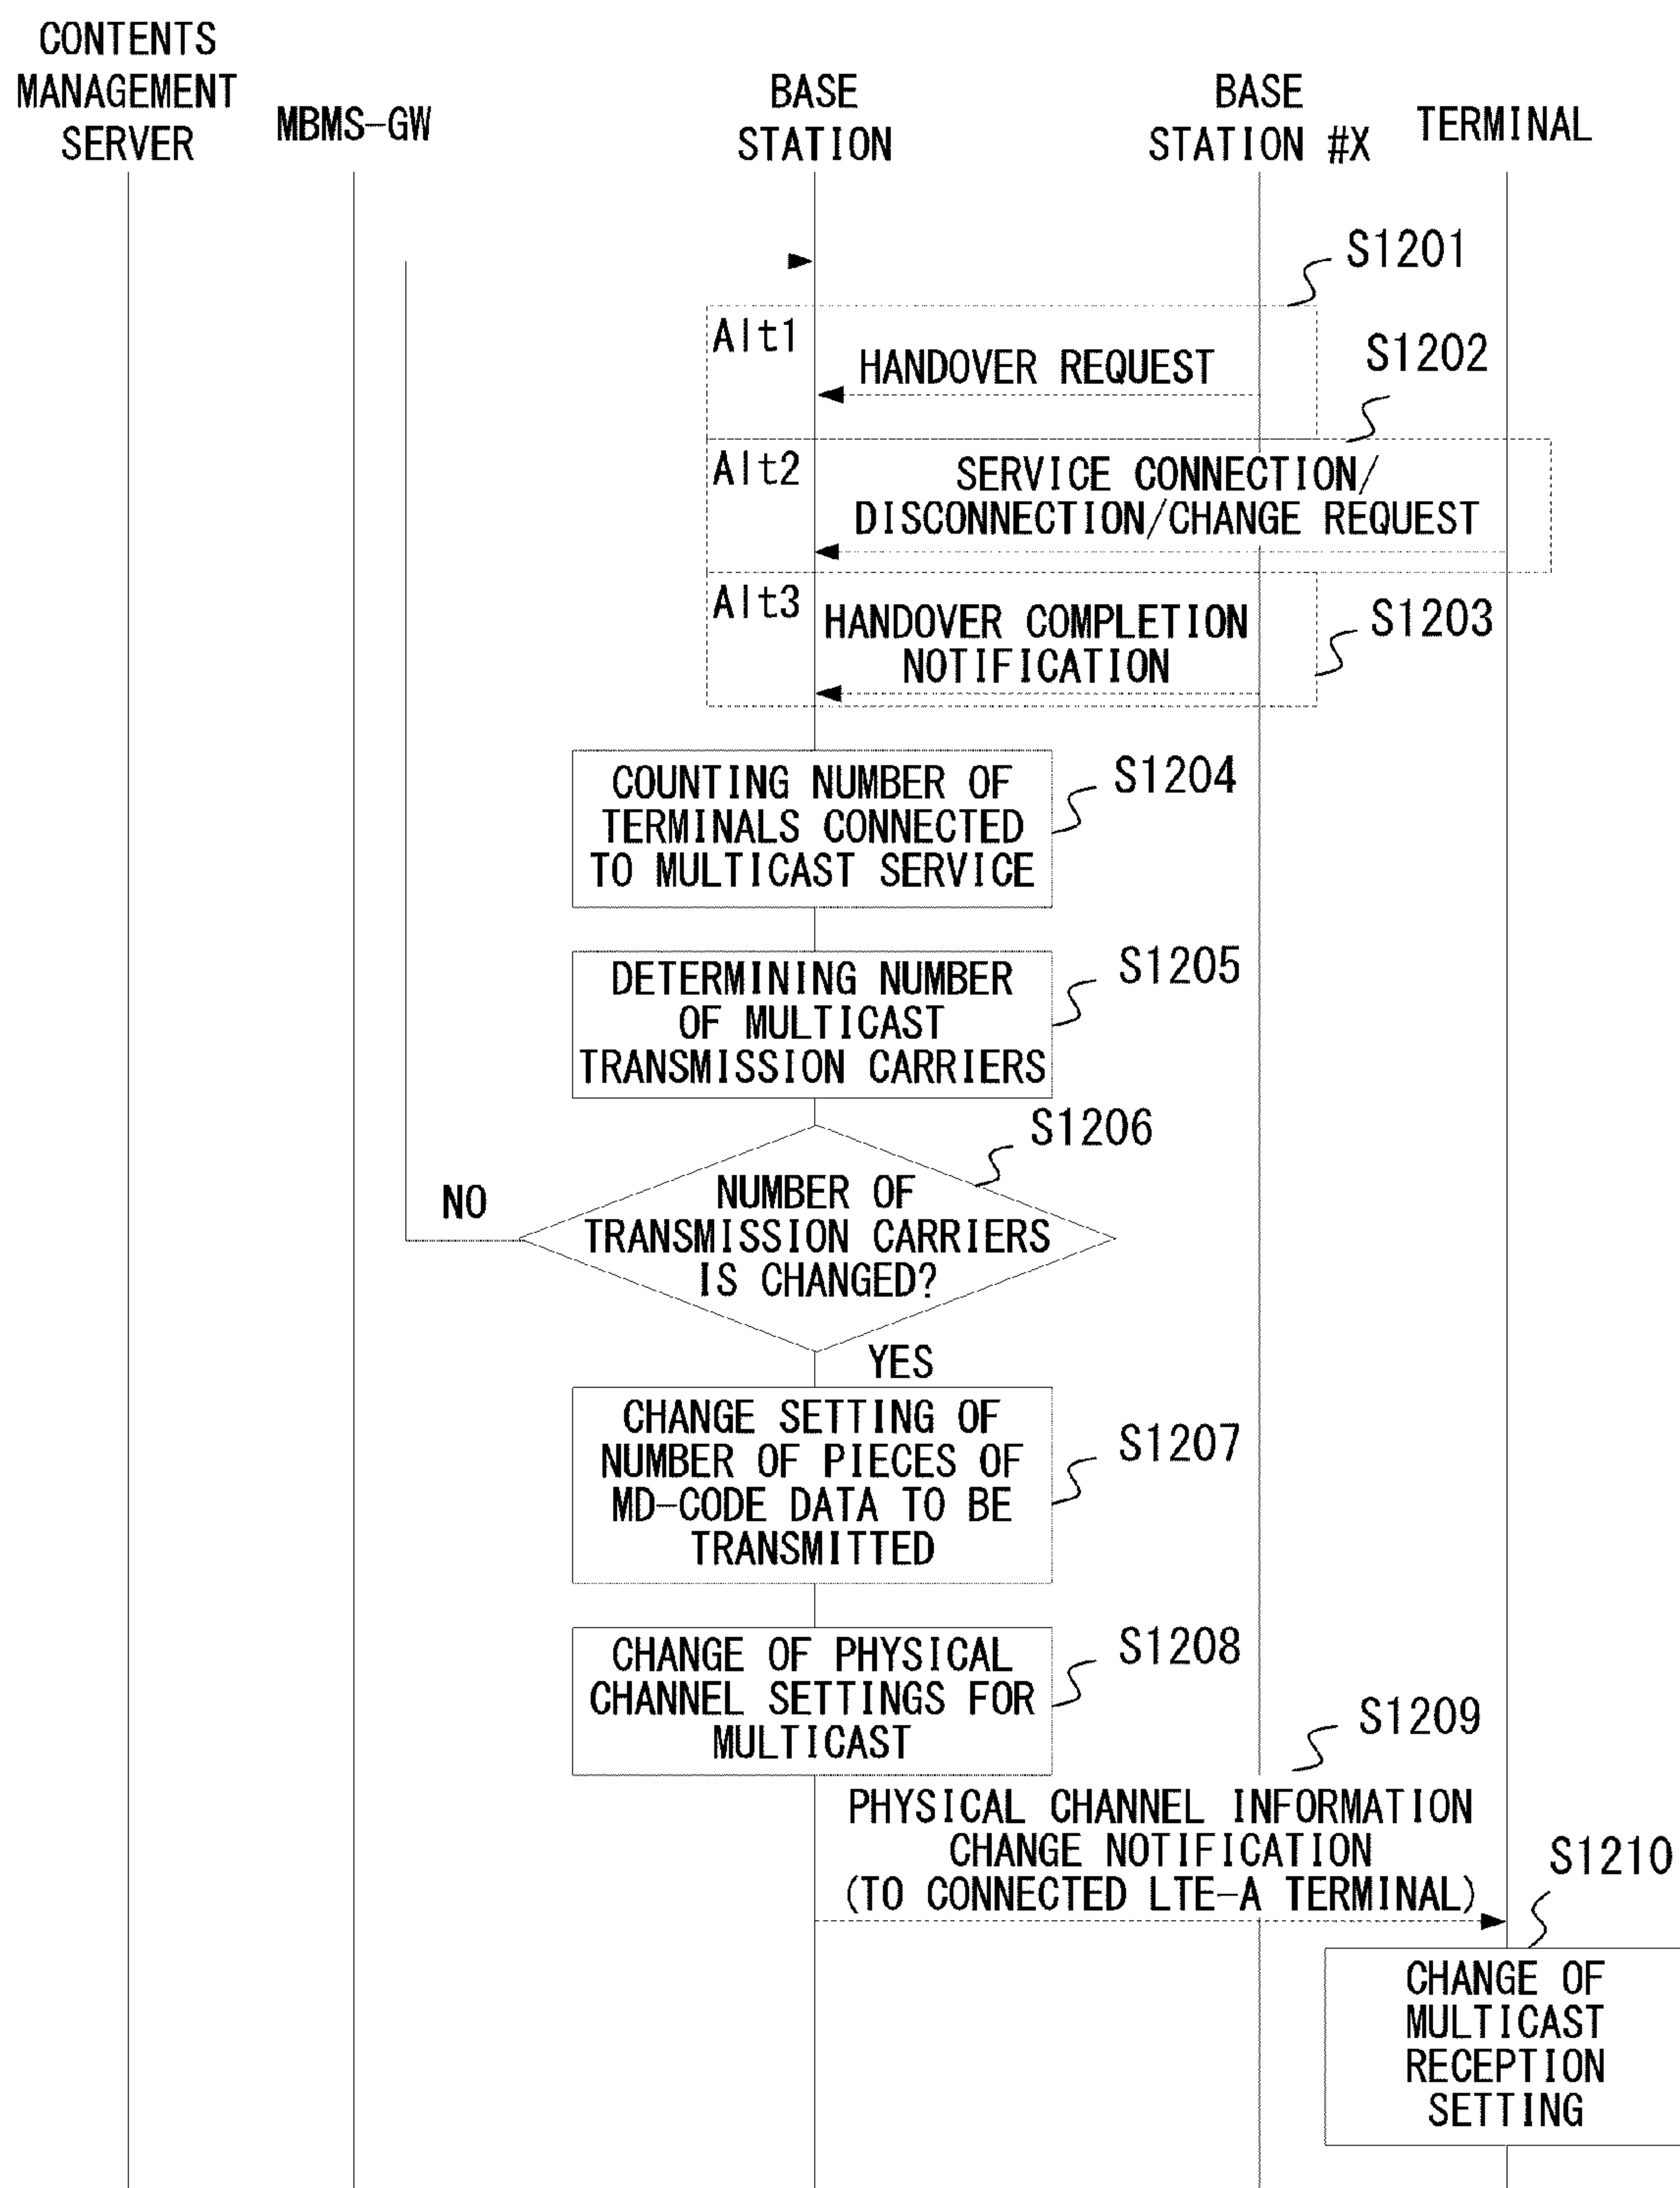 CONTENTS
MANAGEMENT
SERVER
MBMS-GW
BASE
STATION
BASE
STATION #X
TERMINAL
S1201
Alt1
HANDOVER REQUEST
S1202
Alt2
SERVICE CONNECTION/
DISCONNECTION/CHANGE REQUEST
Alt3
HANDOVER COMPLETION
NOTIFICATION
S1203
COUNTING NUMBER OF
TERMINALS CONNECTED
TO MULTICAST SERVICE
S1204
DETERMINING NUMBER
OF MULTICAST
TRANSMISSION CARRIERS
S1205
S1206
NUMBER OF
TRANSMISSION CARRIERS
IS CHANGED?
NO
YES
CHANGE SETTING OF
NUMBER OF PIECES OF
MD-CODE DATA TO BE
TRANSMITTED
S1207
CHANGE OF PHYSICAL
CHANNEL SETTINGS FOR
MULTICAST
S1208
S1209
PHYSICAL CHANNEL INFORMATION
CHANGE NOTIFICATION
(TO CONNECTED LTE-A TERMINAL)
S1210
CHANGE OF
MULTICAST
RECEPTION
SETTING